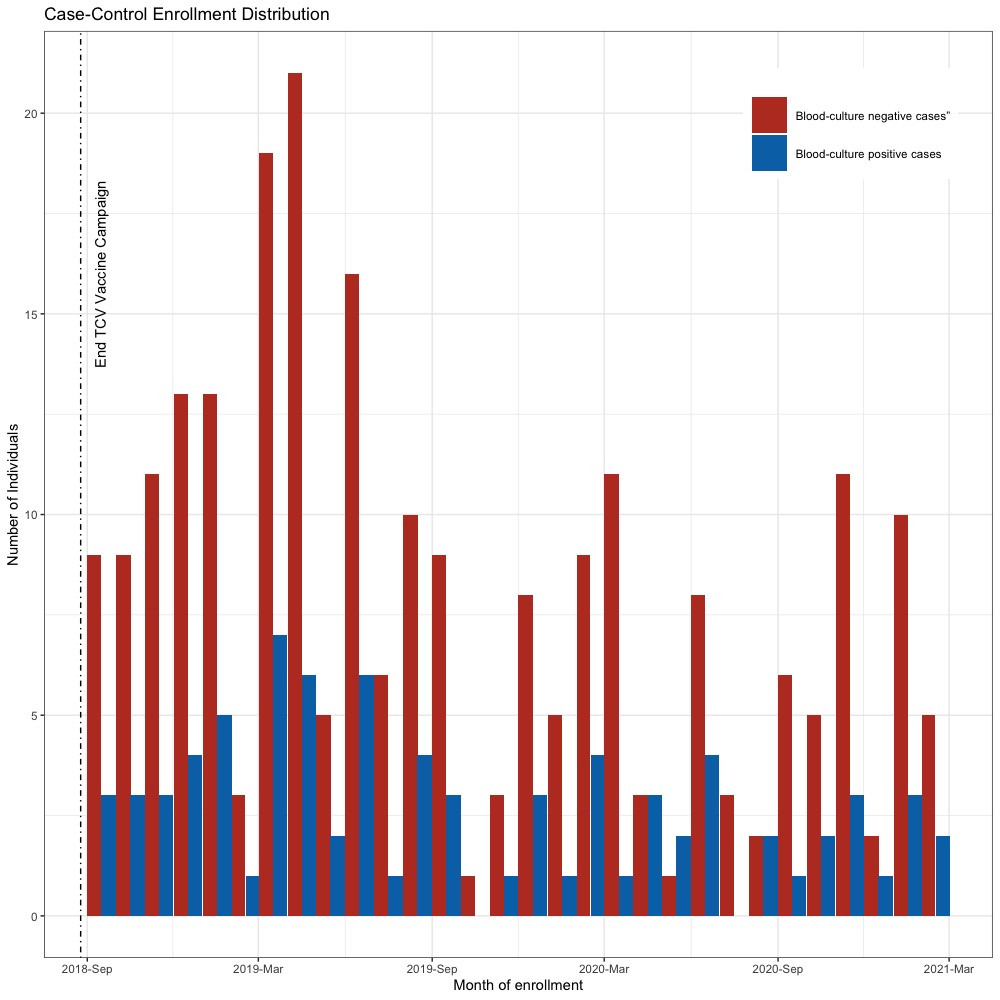 Case-Control Enrollment Distribution
20
15
10
5
0
Number of Individuals
End TCV Vaccine Campaign
Blood-culture negative cases"
Blood-culture positive cases
2018-Sep
2019-Mar
2019-Sep
2020-Mar
2020-Sep
2021-Mar
Month of enrollment